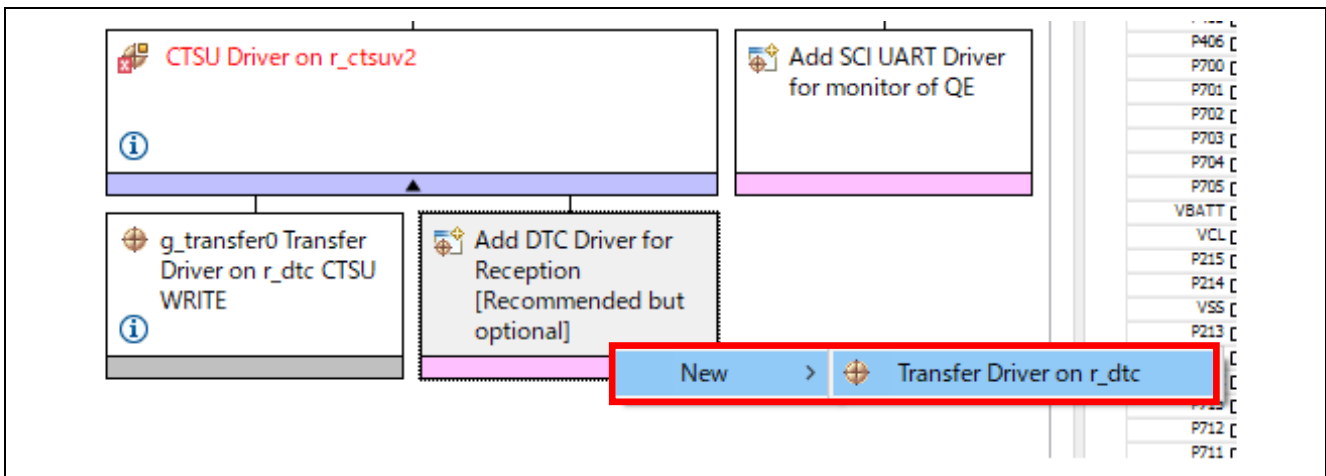 CTSU Driver on r_ctsuv2
Add SCI UART Driver
for monitor of QE
g_transfer0 Transfer
Driver on r_dtc CTSU
WRITE
Add DTC Driver for
Reception
[Recommended but
optional]
New > Transfer Driver on r_dtc
P406
P700
P701
P702
P703
P704
P705
VBATT
VCL
P215
P214
VSS
P213
P712
P711